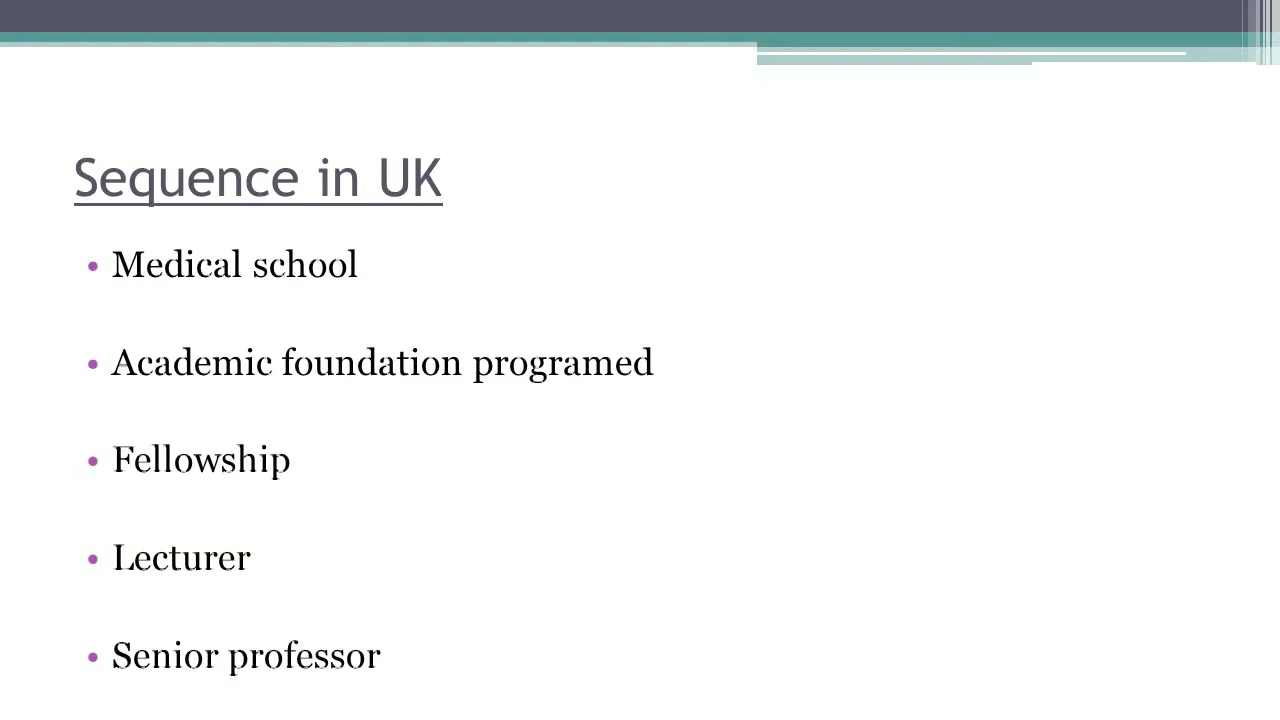 Sequence in UK
• Medical school
• Academic foundation programed
• Fellowship
• Lecturer
• Senior professor